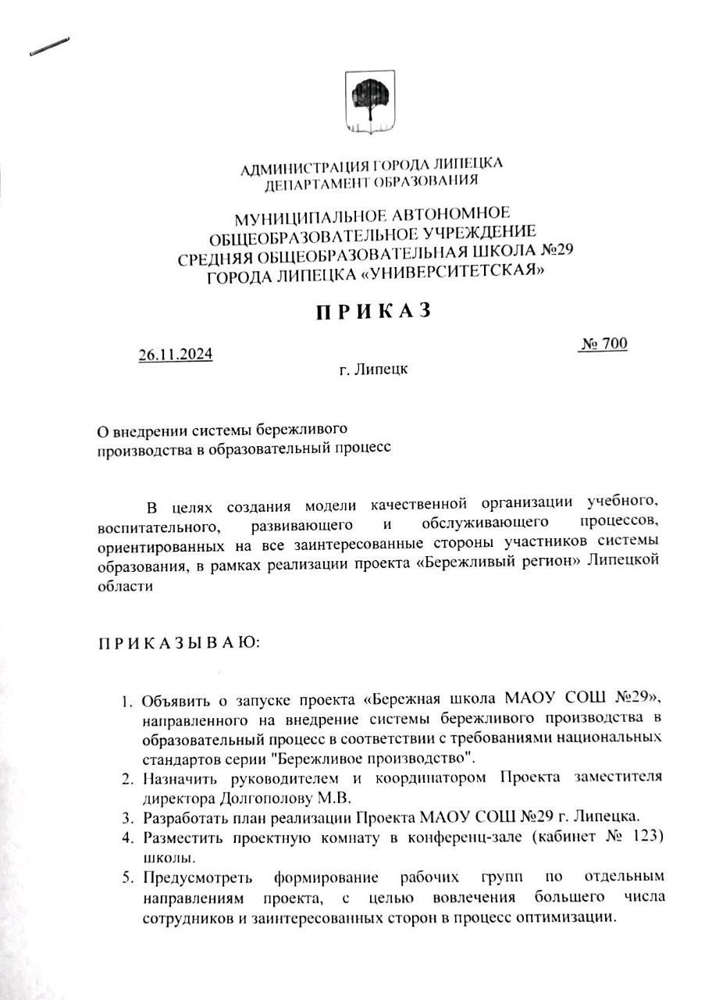 АДМИНИСТРАЦИЯ ГОРОДА ЛИПЕЦКА
ДЕПАРТАМЕНТ ОБРАЗОВАНИЯ
МУНИЦИПАЛЬНОЕ АВТОНОМНОЕ
ОБЩЕОБРАЗОВАТЕЛЬНОЕ УЧРЕЖДЕНИЕ
СРЕДНЯЯ ОБЩЕОБРАЗОВАТЕЛЬНАЯ ШКОЛА №29
ГОРОДА ЛИПЕЦКА «УНИВЕРСИТЕТСКАЯ»
П Р И К А З
26.11.2024 № 700
г. Липецк
О внедрении системы бережливого
производства в образовательный процесс
В целях создания модели качественной организации учебного,
воспитательного, развивающего и обслуживающего процессов,
ориентированных на все заинтересованные стороны участников системы
образования, в рамках реализации проекта «Бережливый регион» Липецкой
области
П Р И К А З Ы В А Ю:
1. Объявить о запуске проекта «Бережная школа МАОУ СОШ №29»,
направленного на внедрение системы бережливого производства в
образовательный процесс в соответствии с требованиями национальных
стандартов серии "Бережливое производство".
2. Назначить руководителем и координатором Проекта заместителя
директора Долгополову М.В.
3. Разработать план реализации Проекта МАОУ СОШ №29 г. Липецка.
4. Разместить проектную комнату в конференц-зале (кабинет № 123)
школы.
5. Предусмотреть формирование рабочих групп по отдельным
направлениям проекта, с целью вовлечения большего числа
сотрудников и заинтересованных сторон в процесс оптимизации.